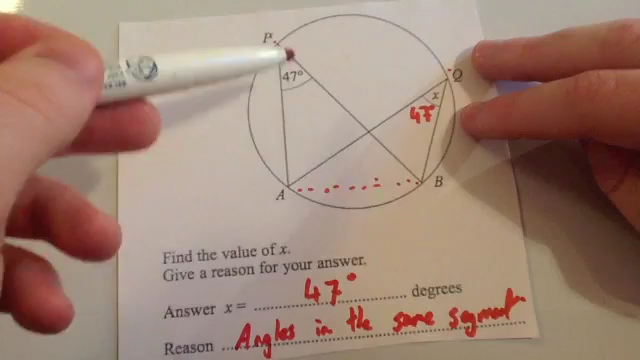 P
47°
Q
x
47°
A
B
Find the value of x.
Give a reason for your answer.
Answer x = 47° degrees
Reason Angles in the same segment.